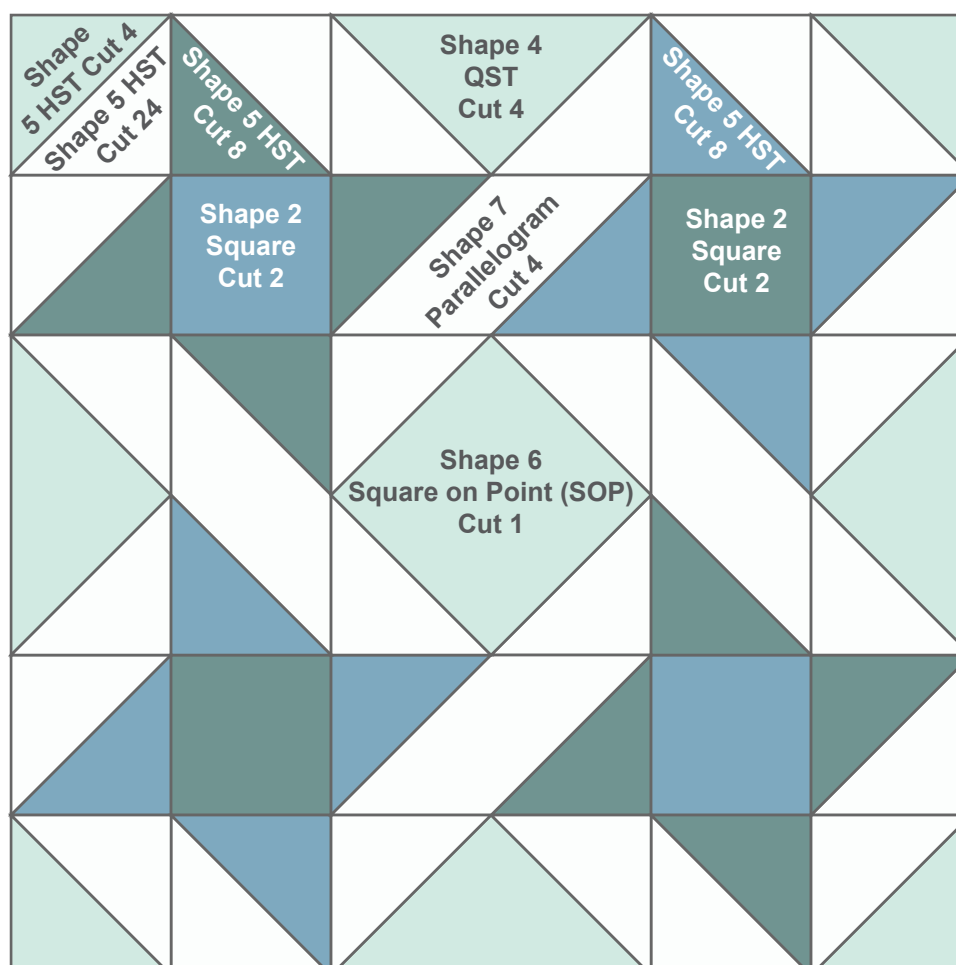 Shape
5 HST Cut 4
Shape 5 HST
Cut 24
Shape 5 HST
Cut 8
Shape 4
QST
Cut 4
Shape 5 HST
Cut 8
Shape 2
Square
Cut 2
Shape 7
Parallelogram
Cut 4
Shape 2
Square
Cut 2
Shape 6
Square on Point (SOP)
Cut 1